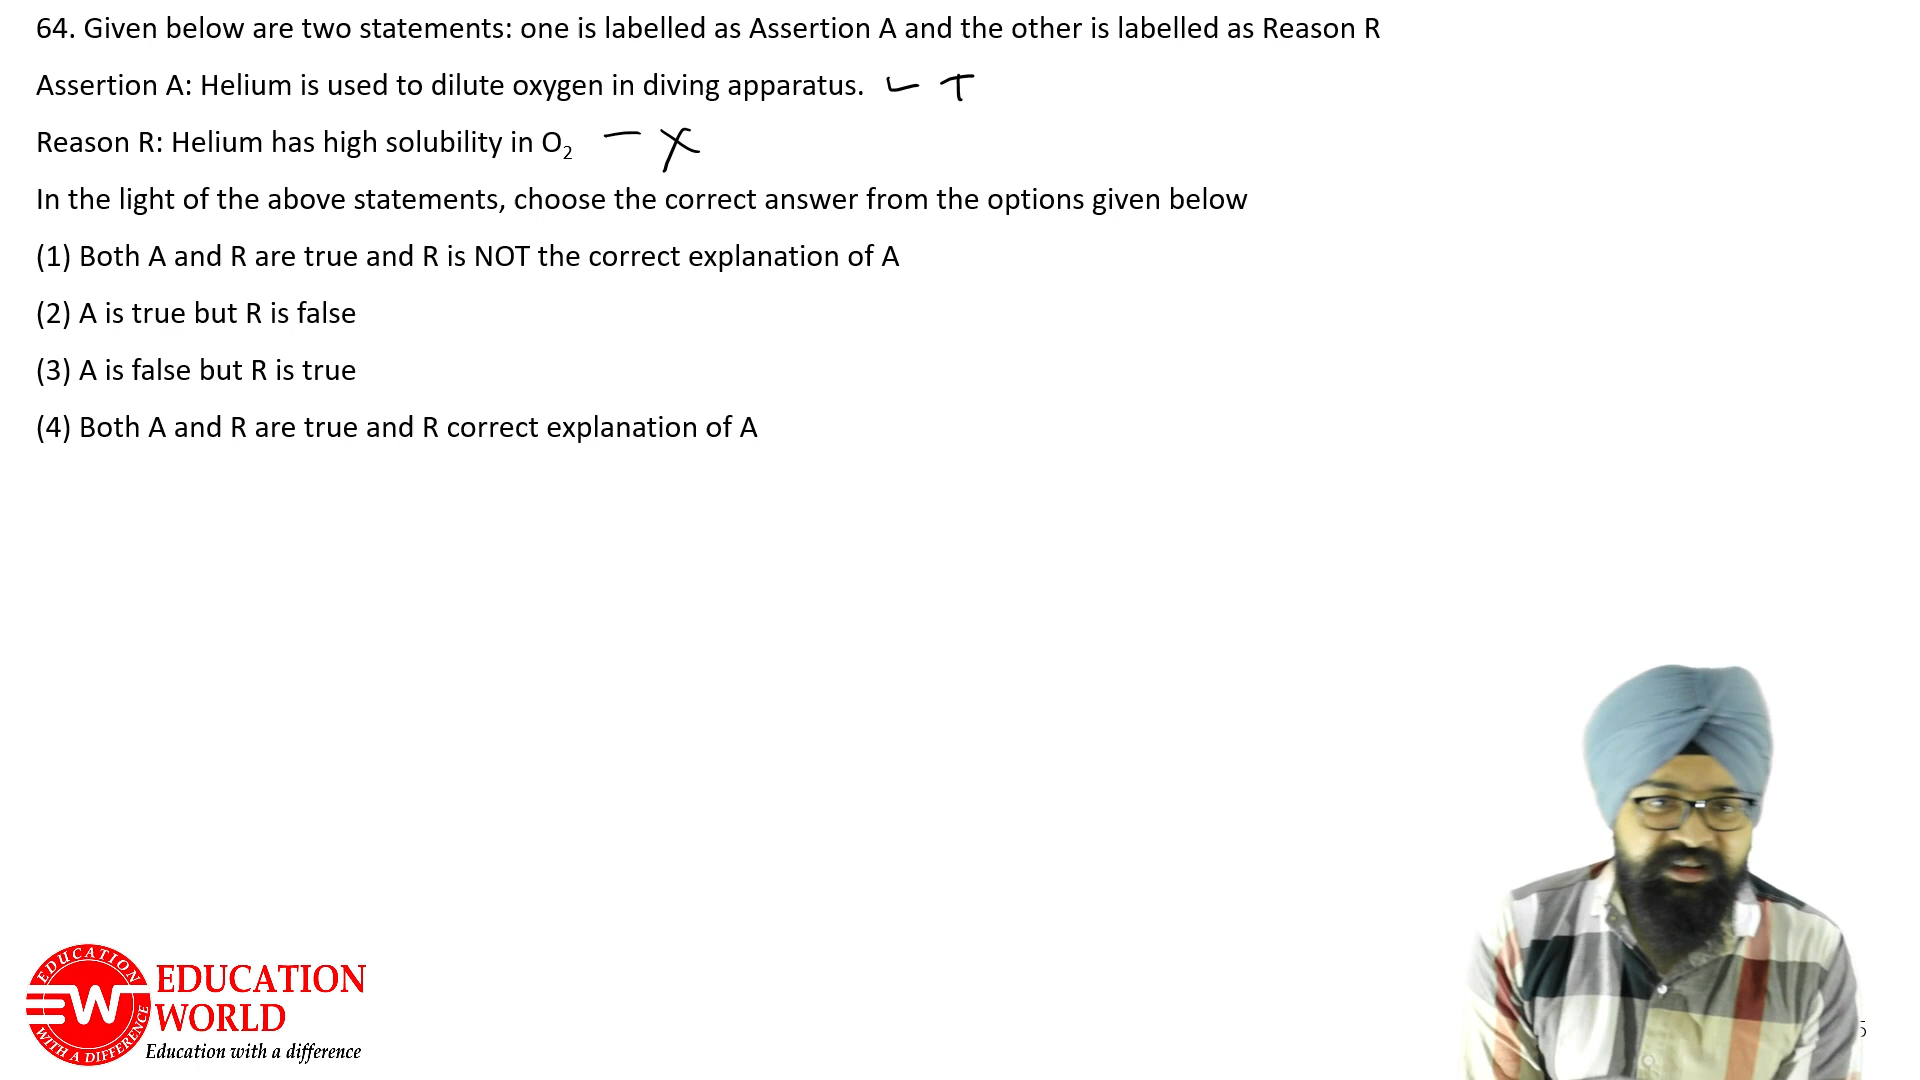 64. Given below are two statements: one is labelled as Assertion A and the other is labelled as Reason R
Assertion A: Helium is used to dilute oxygen in diving apparatus. T
Reason R: Helium has high solubility in O₂
In the light of the above statements, choose the correct answer from the options given below
(1) Both A and R are true and R is NOT the correct explanation of A
(2) A is true but R is false
(3) A is false but R is true
(4) Both A and R are true and R correct explanation of A
EDUCATION
EW
WITH A DIFFERENCE
EDUCATION
WORLD
Education with a difference
5